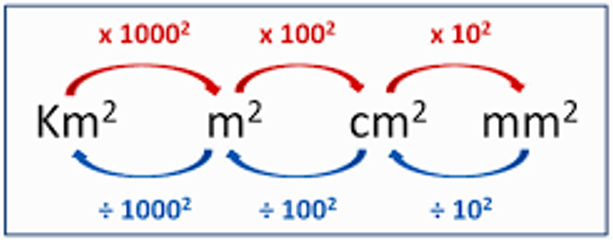 x 1000² x 100² x 10²
Km² m² cm² mm²
÷ 1000² ÷ 100² ÷ 10²